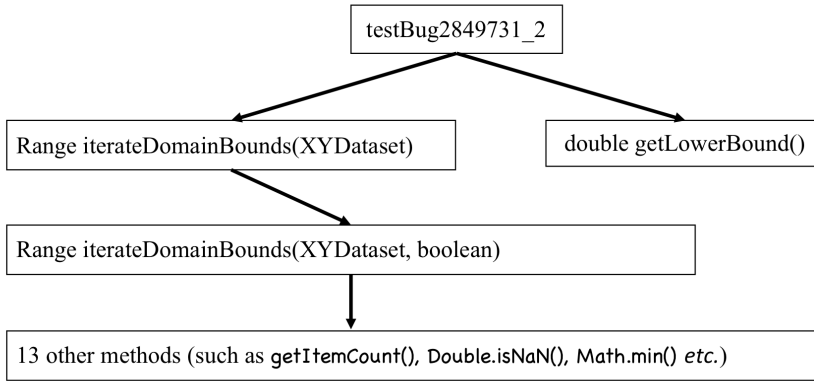 testBug2849731_2
Range iterateDomainBounds(XYDataset)
double getLowerBound()
Range iterateDomainBounds(XYDataset, boolean)
13 other methods (such as getItemCount(), Double.isNaN(), Math.min() etc.)